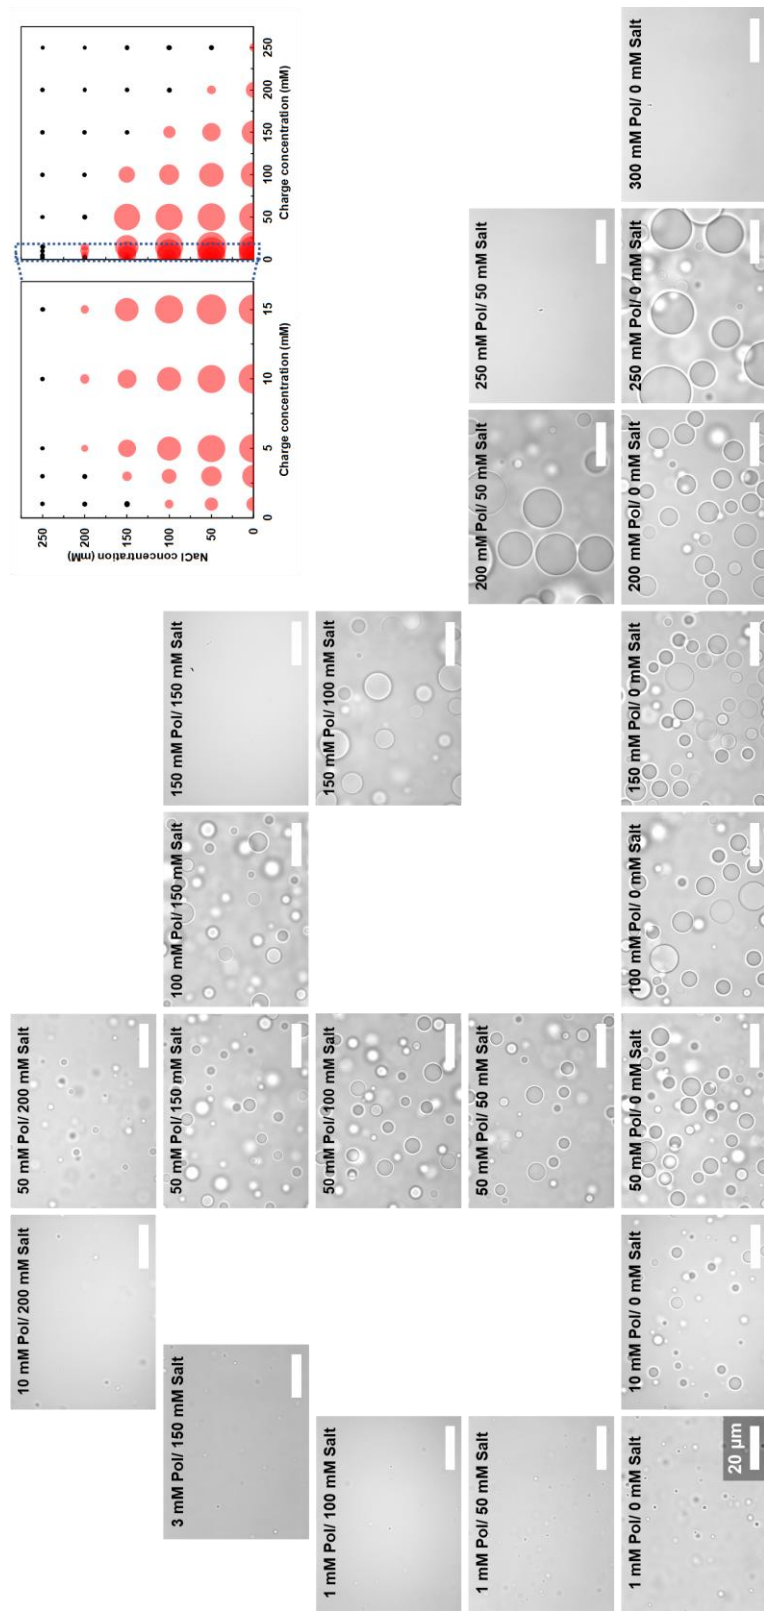 10 mM Pol/ 200 mM Salt
50 mM Pol/ 200 mM Salt
NaCl concentration (mM)
250
200
150
100
50
0
0 5 10 15
Charge concentration (mM)
0 50 100 150 200 250
Charge concentration (mM)
3 mM Pol/ 150 mM Salt
50 mM Pol/ 150 mM Salt
100 mM Pol/ 150 mM Salt
150 mM Pol/ 150 mM Salt
1 mM Pol/ 100 mM Salt
50 mM Pol/ 100 mM Salt
150 mM Pol/ 100 mM Salt
1 mM Pol/ 50 mM Salt
50 mM Pol/ 50 mM Salt
200 mM Pol/ 50 mM Salt
250 mM Pol/ 50 mM Salt
1 mM Pol/ 0 mM Salt
10 mM Pol/ 0 mM Salt
50 mM Pol/ 0 mM Salt
100 mM Pol/ 0 mM Salt
150 mM Pol/ 0 mM Salt
200 mM Pol/ 0 mM Salt
250 mM Pol/ 0 mM Salt
300 mM Pol/ 0 mM Salt
20 µm